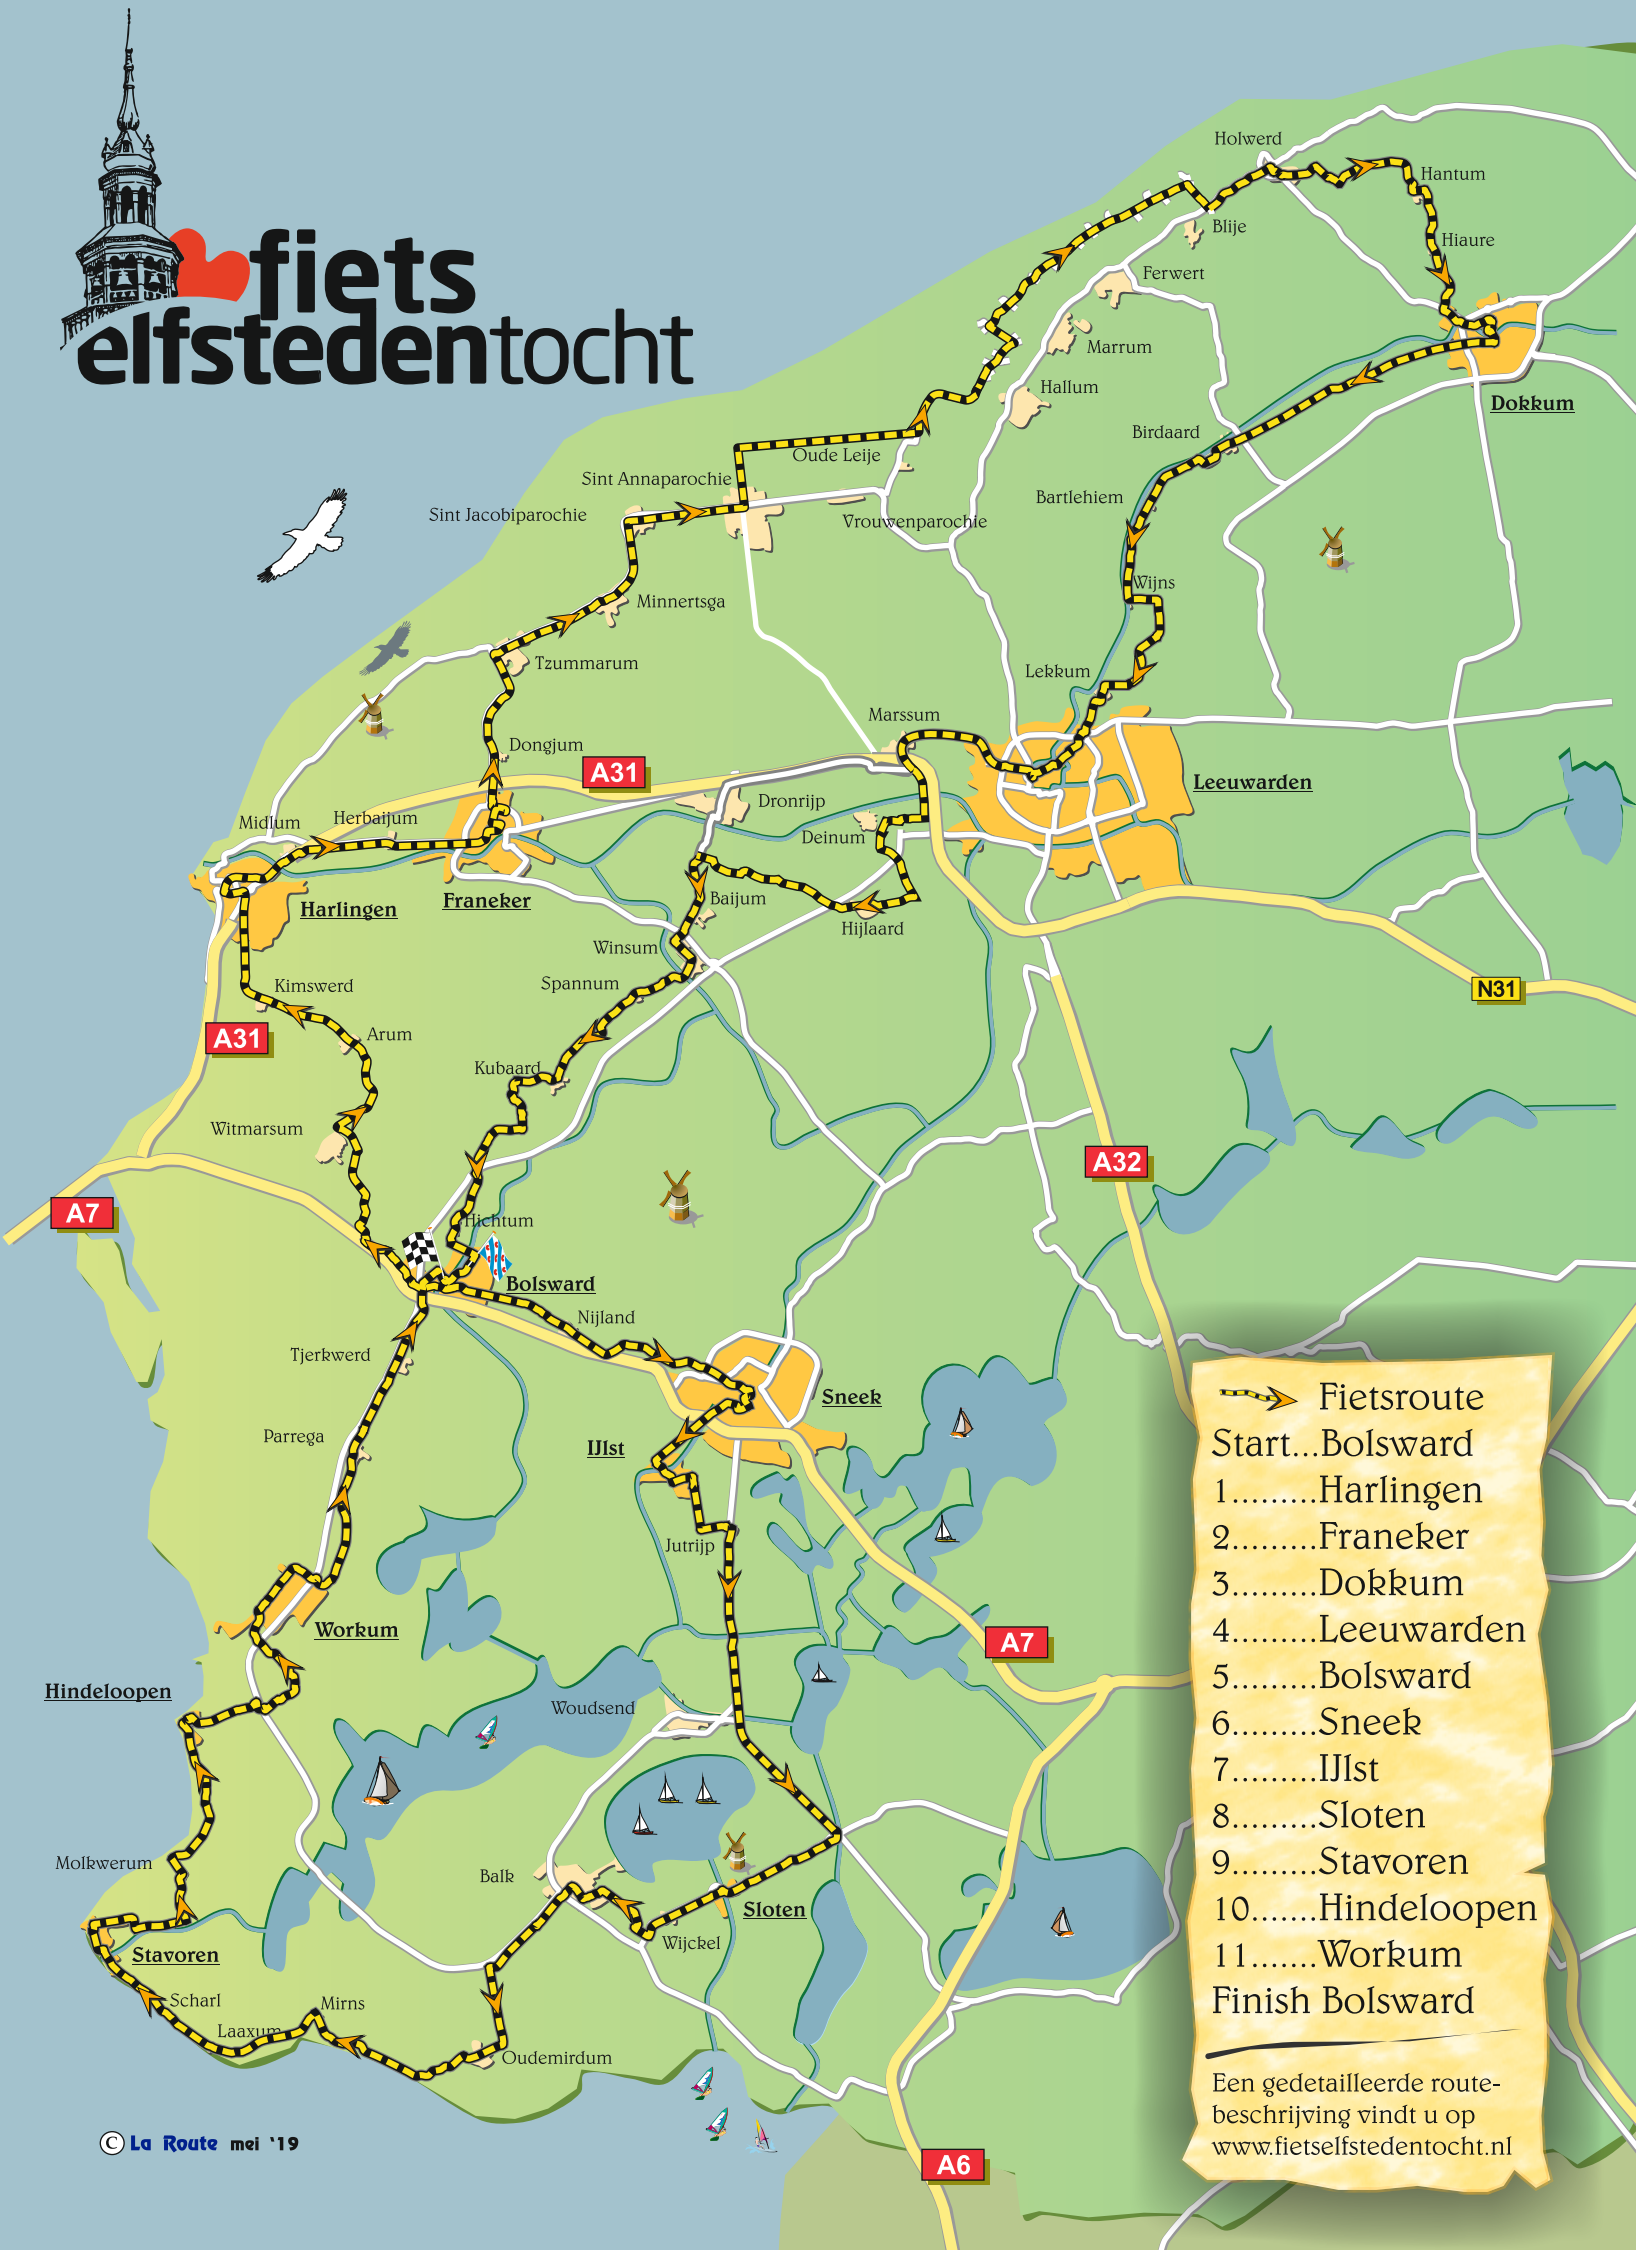 fiets
elfstedentocht
Holwerd
Hantum
Blije
Hiaure
Ferwert
Marrum
Hallum
Dokkum
Birdaard
Oude Leije
Sint Annaparochie
Bartlehiem
Sint Jacobiparochie
Vrouwenparochie
Wijns
Minnertsga
Tzummarum
Lekkum
Marssum
Dongjum
A31
Leeuwarden
Dronrijp
Midlum
Herbaijum
Deinum
Franeker
Baijum
Harlingen
Hijlaard
Winsum
Spannum
Kimswerd
N31
A31
Arum
Kubaard
Witmarsum
A32
A7
Hichtum
Bolsward
Nijland
Tjerkwerd
Sneek
Parrega
IJlst
Jutrijp
Workum
A7
Hindeloopen
Woudsend
Molkwerum
Balk
Sloten
Wijckel
Stavoren
Scharl
Mirns
Laaxum
Oudemirdum
A6
Fietsroute
Start...Bolsward
1.........Harlingen
2.........Franeker
3.........Dokkum
4.........Leeuwarden
5.........Bolsward
6.........Sneek
7.........IJlst
8.........Sloten
9.........Stavoren
10.......Hindeloopen
11.......Workum
Finish Bolsward
Een gedetailleerde route-
beschrijving vindt u op
www.fietselfstedentocht.nl
© La Route mei '19